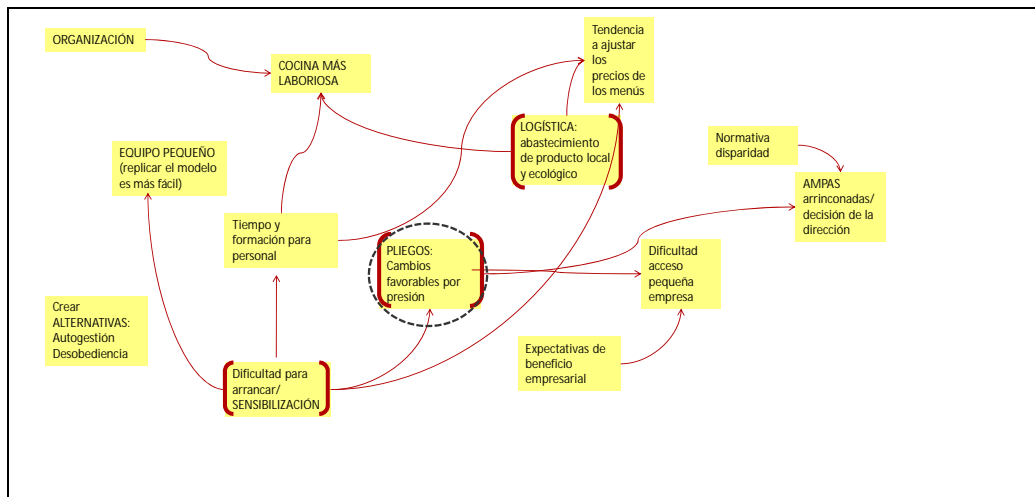 ORGANIZACIÓN
COCINA MÁS
LABORIOSA
Tendencia
a ajustar
los
precios de
los menús
LOGÍSTICA:
abastecimiento
de producto local
y ecológico
Normativa
disparidad
EQUIPO PEQUEÑO
(replicar el modelo
es más fácil)
AMPAS
arrinconadas/
decisión de la
dirección
Tiempo y
formación para
personal
PLIEGOS:
Cambios
favorables por
presión
Dificultad
acceso
pequeña
empresa
Crear
ALTERNATIVAS:
Autogestión
Desobediencia
Expectativas de
beneficio
empresarial
Dificultad para
arrancar/
SENSIBILIZACIÓN